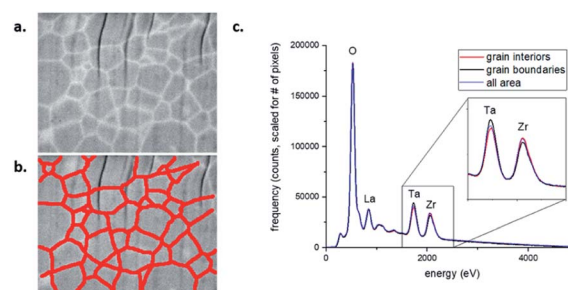 a.
b.
c.
200000
150000
100000
50000
0
0
2000
4000
frequency (counts, scaled for # of pixels)
energy (eV)
O
La
Ta
Zr
grain interiors
grain boundaries
all area
Ta
Zr